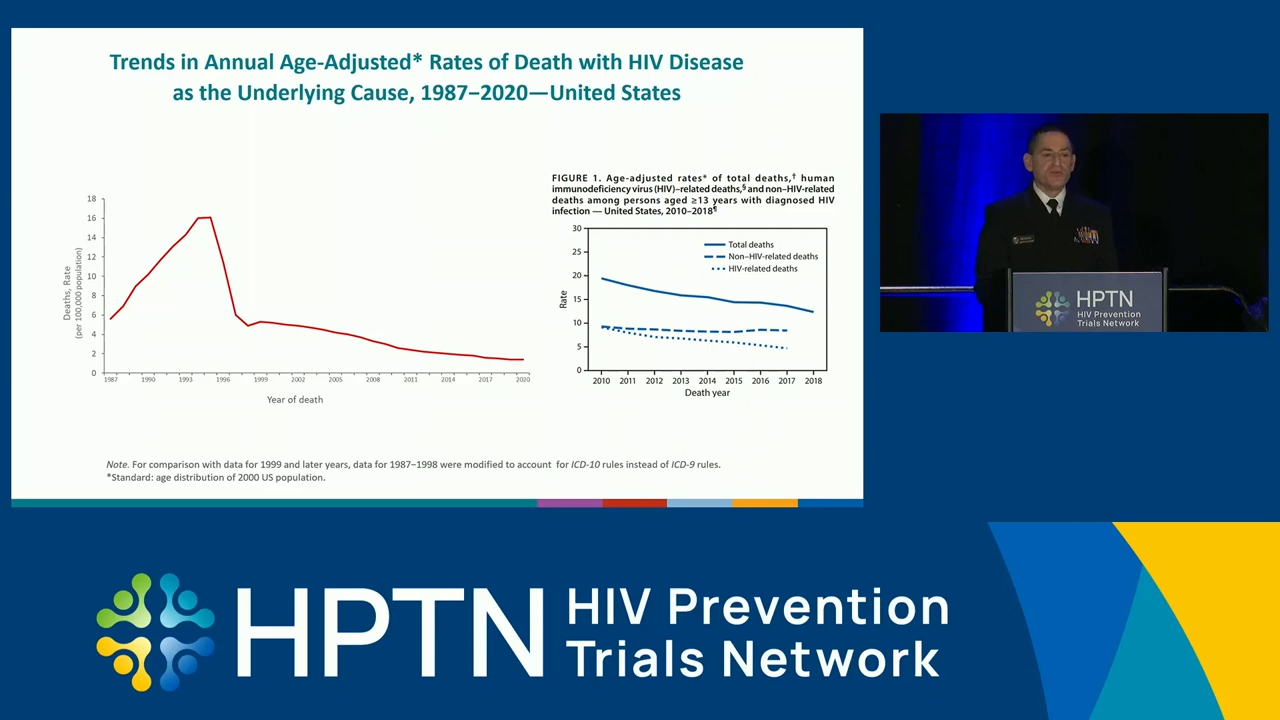 Trends in Annual Age-Adjusted* Rates of Death with HIV Disease
as the Underlying Cause, 1987–2020—United States
18
16
14
12
10
8
6
4
2
0
Deaths, Rate
(per 100,000 population)
1987 1990 1993 1996 1999 2002 2005 2008 2011 2014 2017 2020
Year of death
FIGURE 1. Age-adjusted rates* of total deaths,† human
immunodeficiency virus (HIV)–related deaths,§ and non–HIV-related
deaths among persons aged ≥13 years with diagnosed HIV
infection — United States, 2010–2018¶
30
25
20
15
10
5
0
Rate
Total deaths
Non–HIV-related deaths
HIV-related deaths
2010 2011 2012 2013 2014 2015 2016 2017 2018
Death year
Note. For comparison with data for 1999 and later years, data for 1987–1998 were modified to account for ICD-10 rules instead of ICD-9 rules.
*Standard: age distribution of 2000 US population.
HPTN
HIV Prevention
Trials Network
HPTN
HIV Prevention
Trials Network